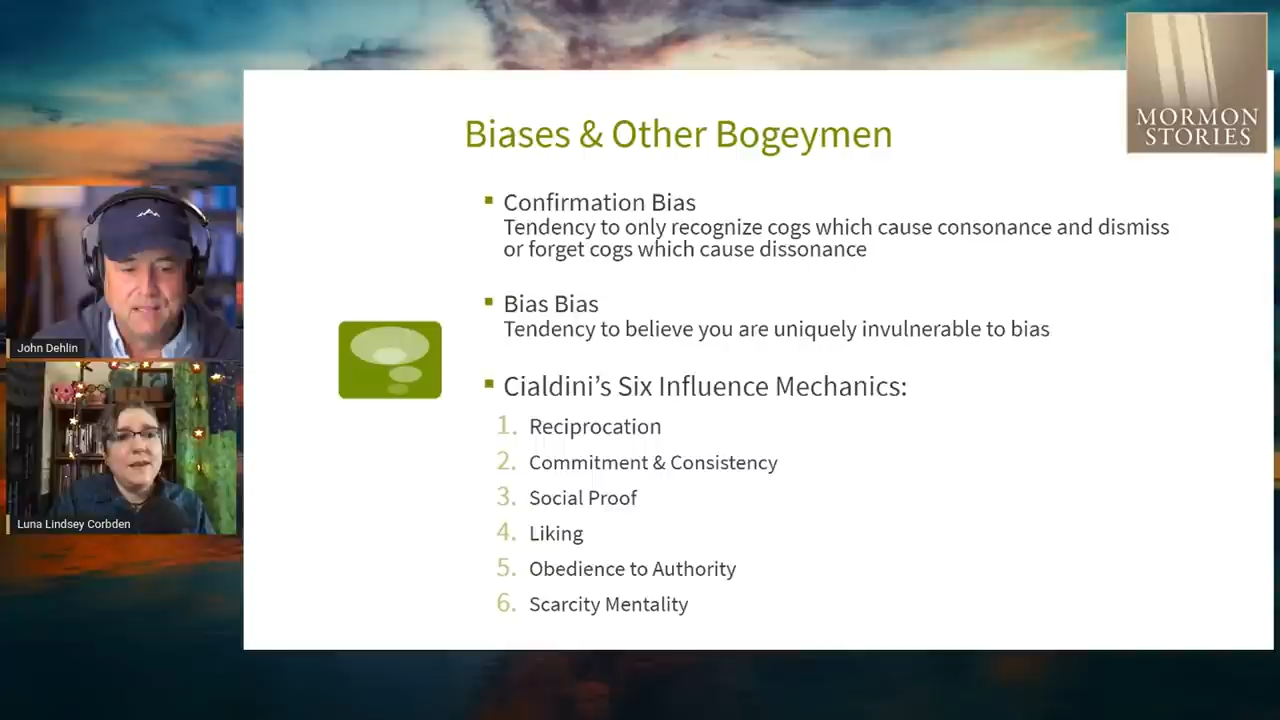 MORMON
STORIES
Biases & Other Bogeymen
Confirmation Bias
Tendency to only recognize cogs which cause consonance and dismiss
or forget cogs which cause dissonance
Bias Bias
Tendency to believe you are uniquely invulnerable to bias
Cialdini’s Six Influence Mechanics:
1. Reciprocation
2. Commitment & Consistency
3. Social Proof
4. Liking
5. Obedience to Authority
6. Scarcity Mentality
John Dehlin
Luna Lindsey Corbden